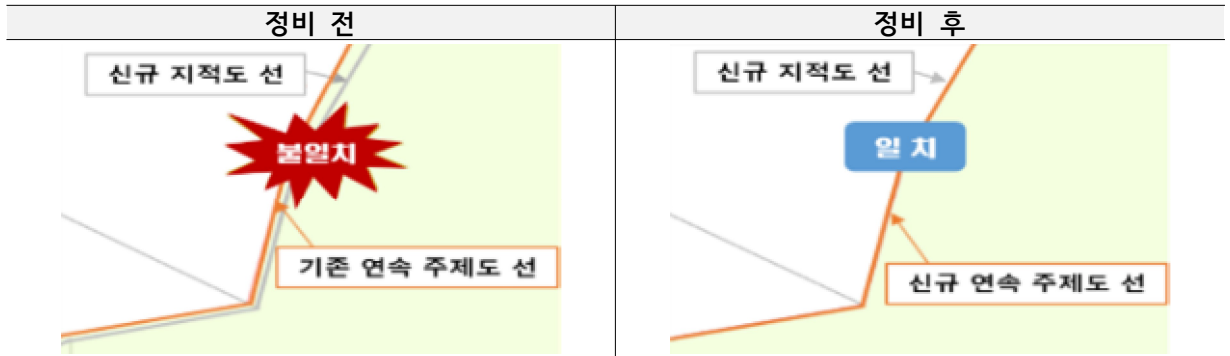 정비 전
정비 후
신규 지적도 선
불일치
기존 연속 주제도 선
신규 지적도 선
일 치
신규 연속 주제도 선